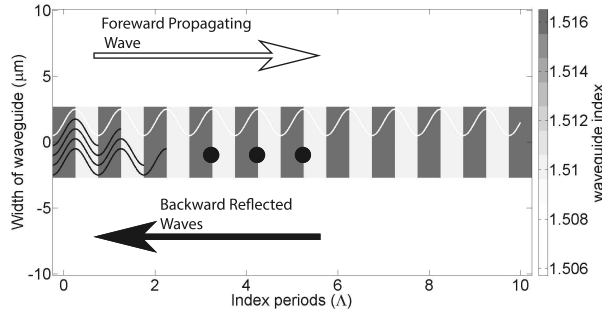 Foreward Propagating
Wave
Backward Reflected
Waves
Width of waveguide (μm)
10
5
0
-5
-10
0
2
4
6
8
10
Index periods (Λ)
1.516
1.514
1.512
1.510
1.508
1.506
waveguide index